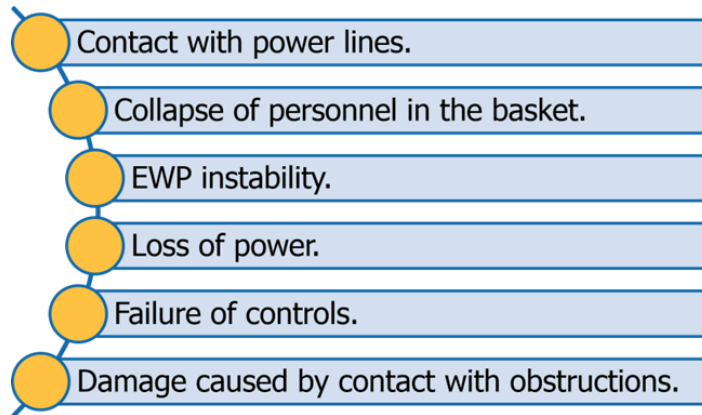 Contact with power lines.
Collapse of personnel in the basket.
EWP instability.
Loss of power.
Failure of controls.
Damage caused by contact with obstructions.